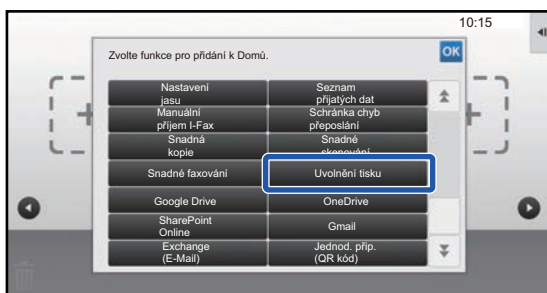 10:15
Zvolte funkce pro přidání k Domů.
OK
Nastavení
jasu
Seznam
přijatých dat
Manuální
příjem I-Fax
Schránka chyb
přeposlání
Snadná
kopie
Snadné
skenování
Snadné faxování
Uvolnění tisku
Google Drive
OneDrive
SharePoint
Online
Gmail
Exchange
(E-Mail)
Jednod. přip.
(QR kód)